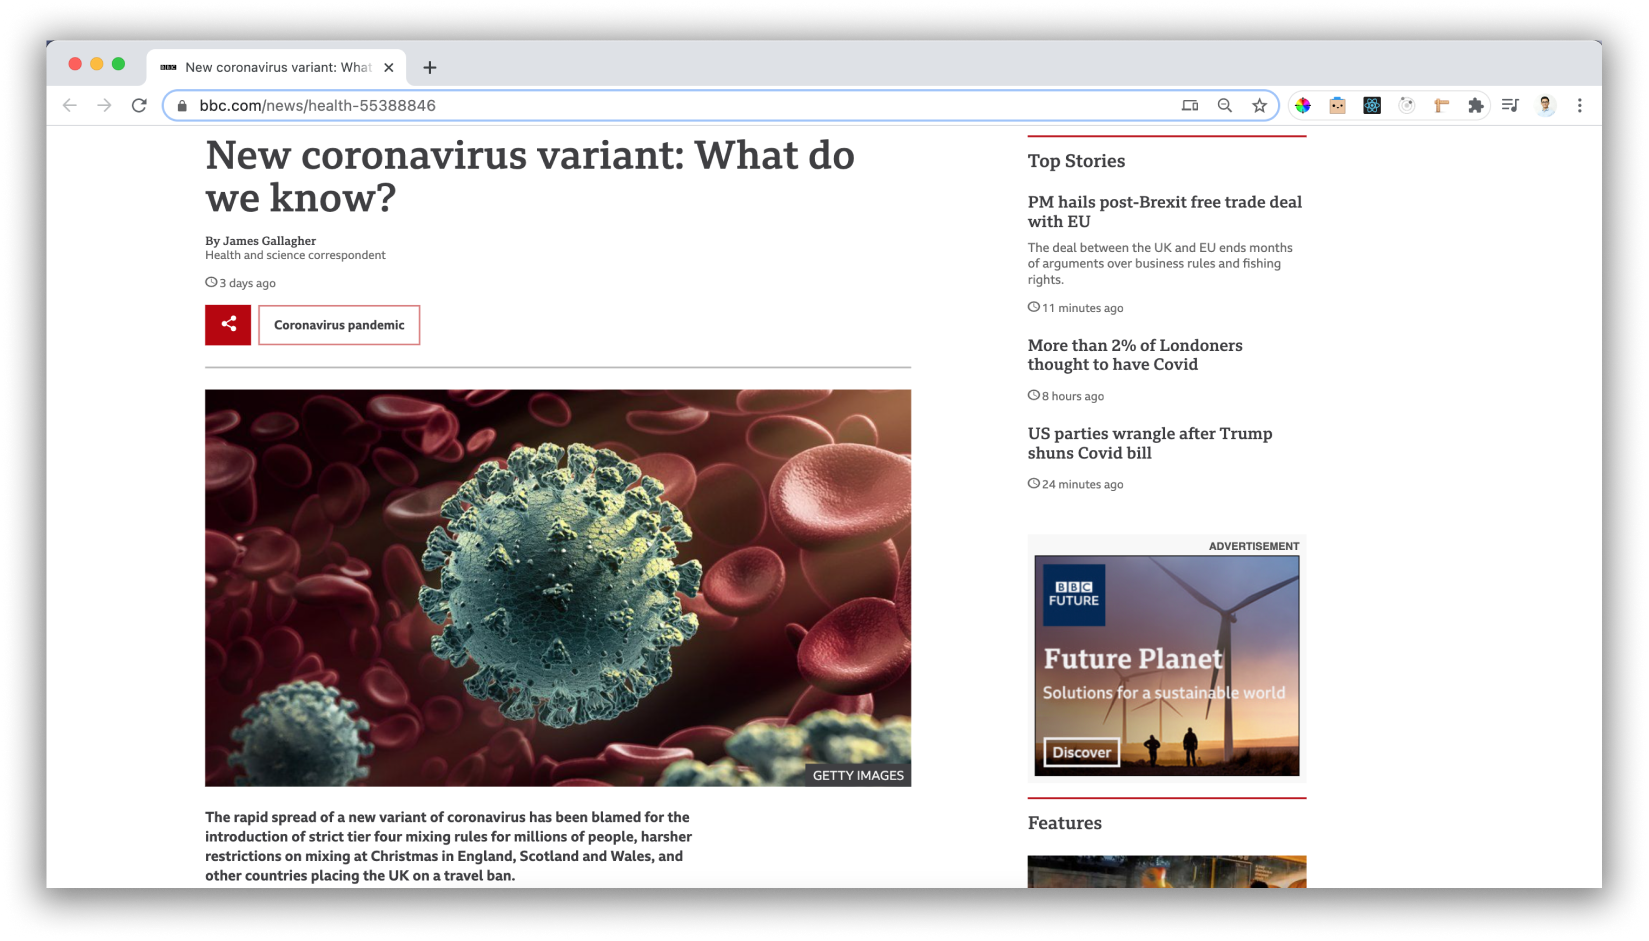 BBC New coronavirus variant: What
bbc.com/news/health-55388846
New coronavirus variant: What do
we know?
By James Gallagher
Health and science correspondent
3 days ago
Coronavirus pandemic
GETTY IMAGES
The rapid spread of a new variant of coronavirus has been blamed for the
introduction of strict tier four mixing rules for millions of people, harsher
restrictions on mixing at Christmas in England, Scotland and Wales, and
other countries placing the UK on a travel ban.
Top Stories
PM hails post-Brexit free trade deal
with EU
The deal between the UK and EU ends months
of arguments over business rules and fishing
rights.
11 minutes ago
More than 2% of Londoners
thought to have Covid
8 hours ago
US parties wrangle after Trump
shuns Covid bill
24 minutes ago
ADVERTISEMENT
BBC
FUTURE
Future Planet
Solutions for a sustainable world
Discover
Features